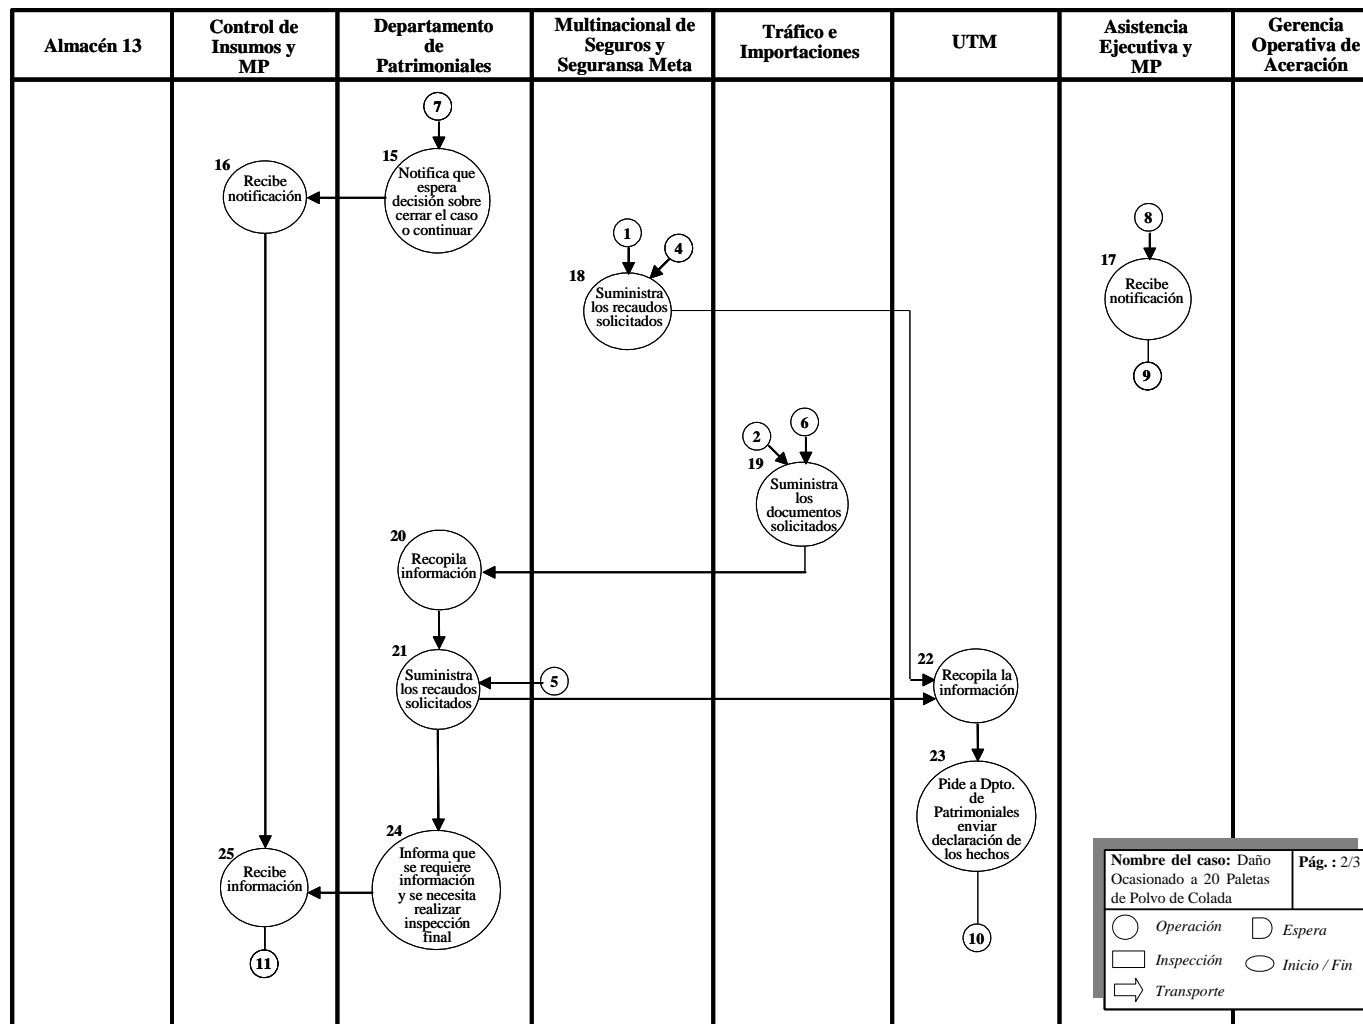 Almacén 13
Control de
Insumos y
MP
Departamento
de
Patrimoniales
Multinacional de
Seguros y
Seguransa Meta
Tráfico e
Importaciones
UTM
Asistencia
Ejecutiva y
MP
Gerencia
Operativa de
Aceración
7
15
Notifica que
espera
decisión sobre
cerrar el caso
o continuar
16
Recibe
notificación
1
4
18
Suministra
los recaudos
solicitados
8
17
Recibe
notificación
9
2
6
19
Suministra
los
documentos
solicitados
20
Recopila
información
21
Suministra
los recaudos
solicitados
5
22
Recopila la
información
23
Pide a Dpto.
de
Patrimoniales
enviar
declaración de
los hechos
10
24
Informa que
se requiere
información
y se necesita
realizar
inspección
final
25
Recibe
información
11
Nombre del caso: Daño
Ocasionado a 20 Paletas
de Polvo de Colada
Pág. : 2/3
Operación
Espera
Inspección
Inicio / Fin
Transporte